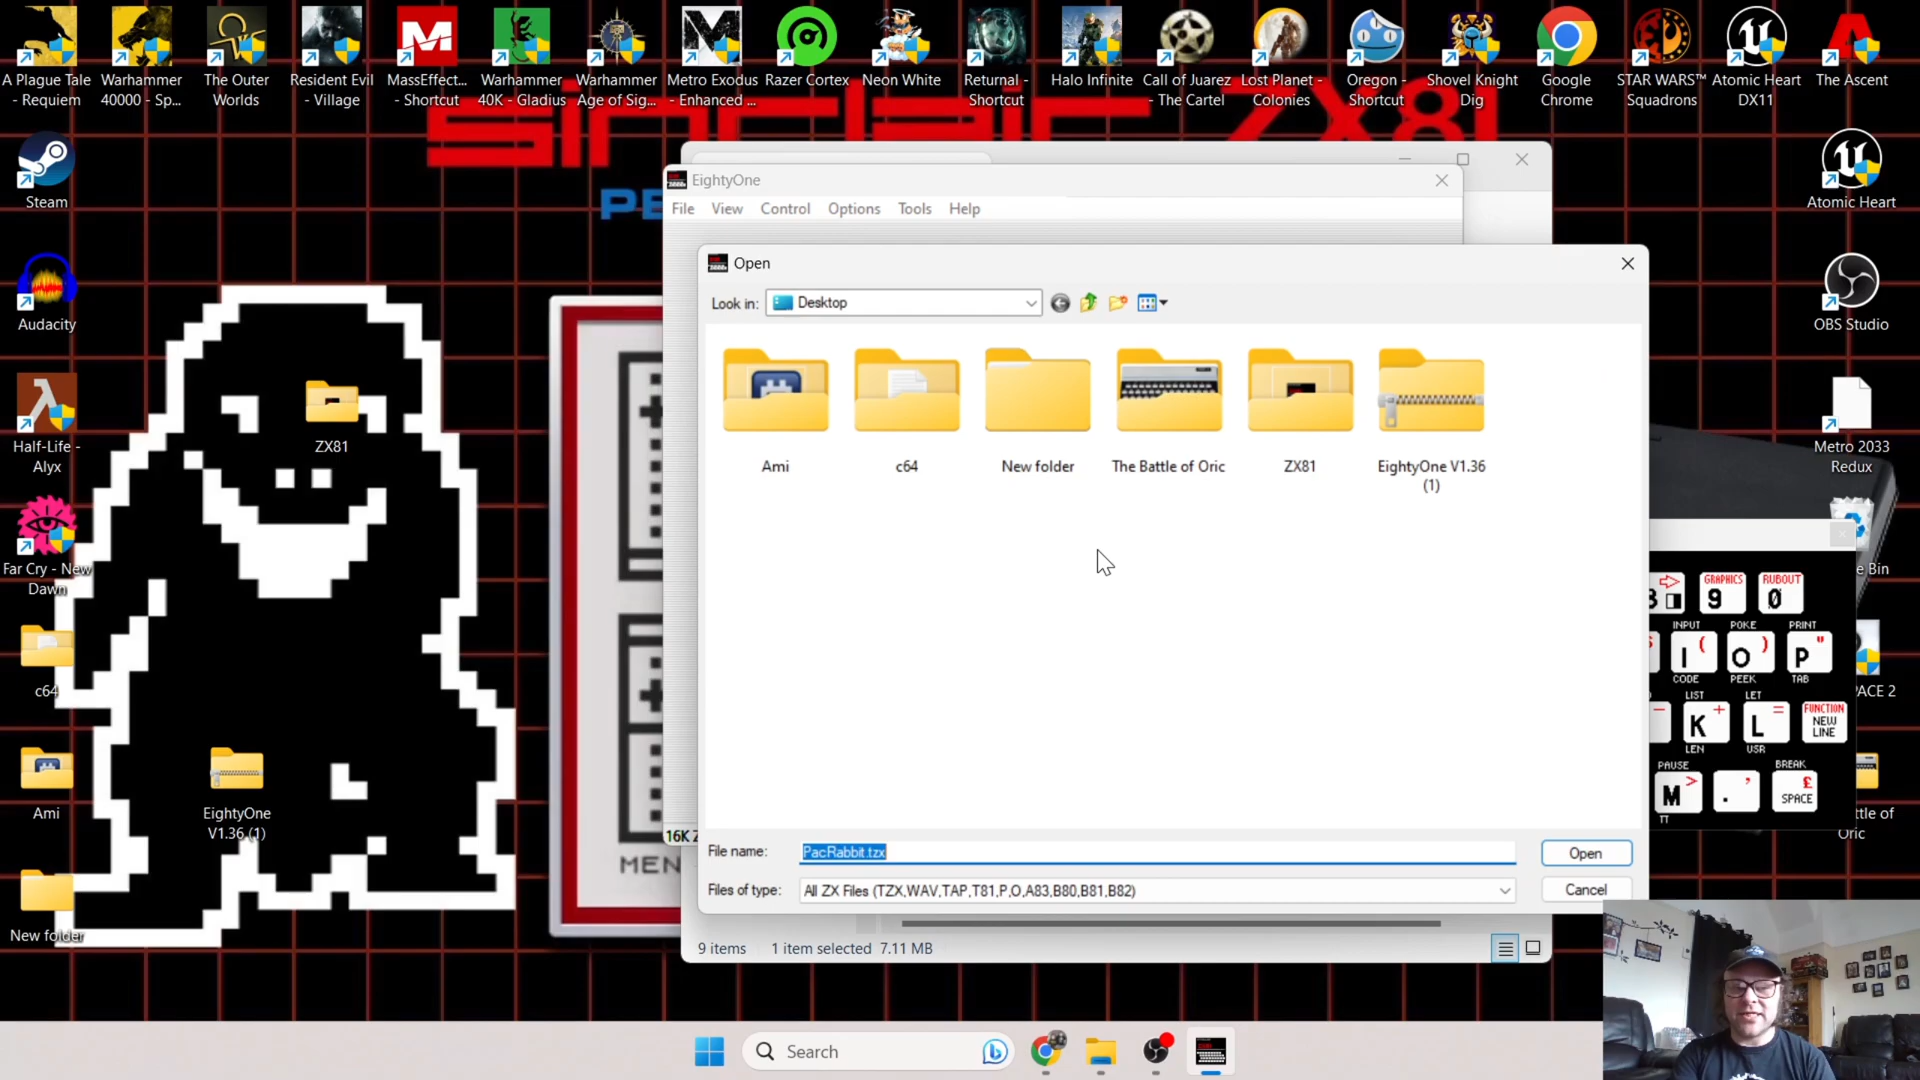 A Plague Tale
- Requiem
Warhammer
40000 - Sp...
The Outer
Worlds
Resident Evil
- Village
MassEffect...
- Shortcut
Warhammer
40K - Gladius
Warhammer
Age of Sig...
Metro Exodus
- Enhanced ...
Razer Cortex
Neon White
Returnal -
Shortcut
Halo Infinite
Call of Juarez
- The Cartel
Lost Planet -
Colonies
Oregon -
Shortcut
Shovel Knight
Dig
Google
Chrome
STAR WARS™
Squadrons
Atomic Heart
DX11
The Ascent
sinclair ZX81
PE
Steam
Audacity
Half-Life -
Alyx
Far Cry - New
Dawn
c64
Ami
New folder
ZX81
EightyOne
V1.36 (1)
Atomic Heart
OBS Studio
Metro 2033
Redux
e Bin
PACE 2
ttle of
Oric
EightyOne
File View Control Options Tools Help
Open
Look in: Desktop
Ami
c64
New folder
The Battle of Oric
ZX81
EightyOne V1.36
(1)
16K Z
File name: PacRabbit.tzx
Open
Files of type: All ZX Files (TZX,WAV,TAP,T81,P,O,A83,B80,B81,B82)
Cancel
MEN
9 items 1 item selected 7.11 MB
GRAPHICS RUBOUT
9 0
INPUT POKE PRINT
I ( O ) P "
CODE PEEK TAB
LIST LET
K + L = FUNCTION
NEW
LINE
LEN USR
PAUSE BREAK
M > . , £
SPACE
Search